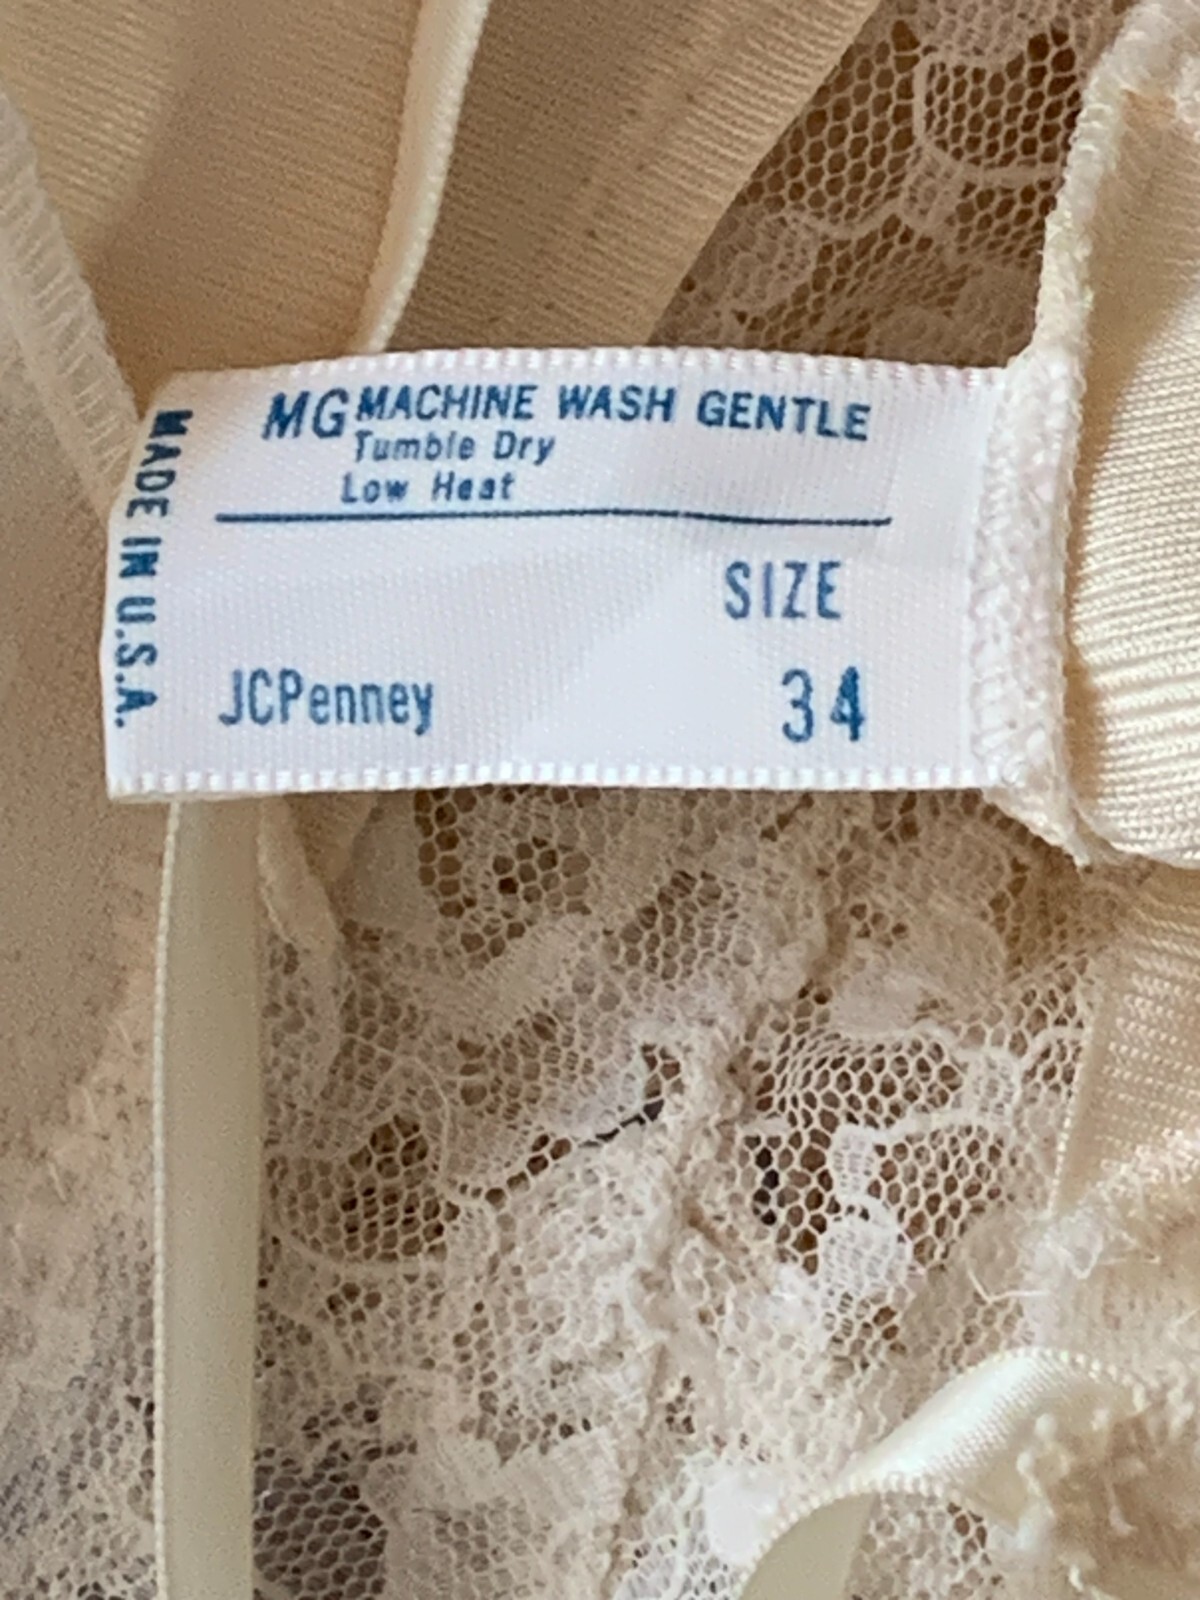 MG MACHINE WASH GENTLE
Tumble Dry
Low Heat
SIZE
JCPenney 34
MADE IN U.S.A.